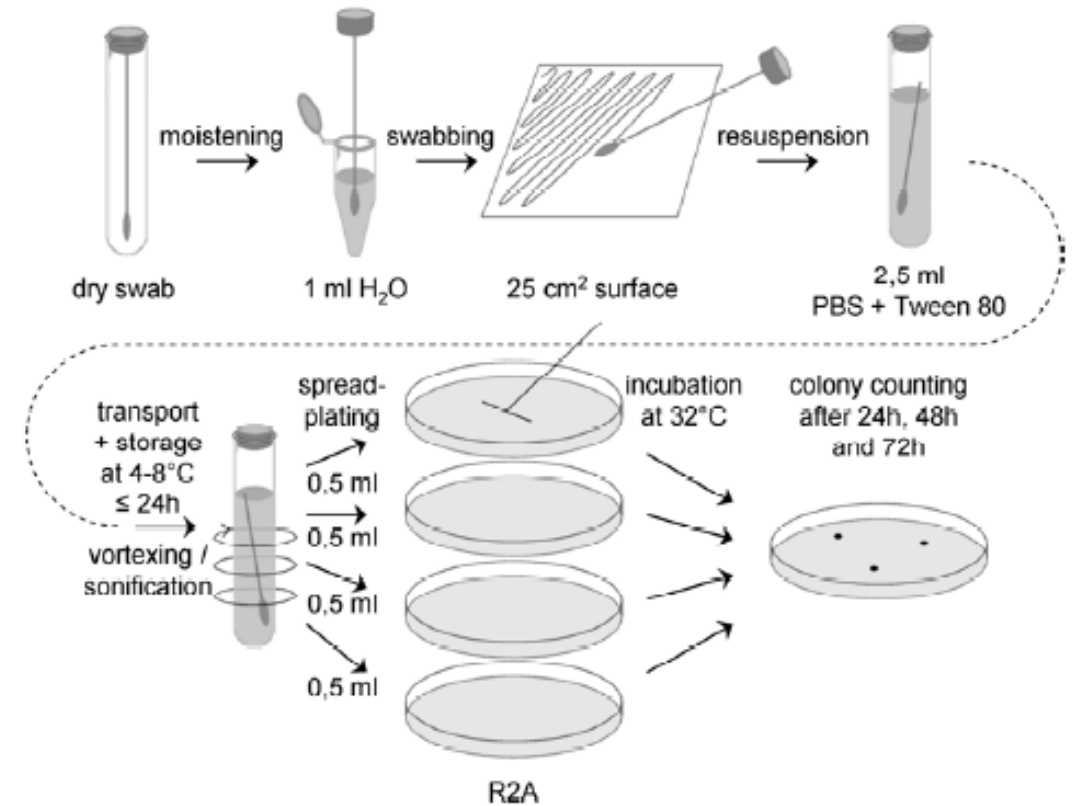 moistening
swabbing
resuspension
dry swab
1 ml H₂O
25 cm² surface
2,5 ml
PBS + Tween 80
transport
+ storage
at 4-8°C
≤ 24h
vortexing /
sonification
spread-
plating
0,5 ml
0,5 ml
0,5 ml
0,5 ml
incubation
at 32°C
colony counting
after 24h, 48h
and 72h
R2A